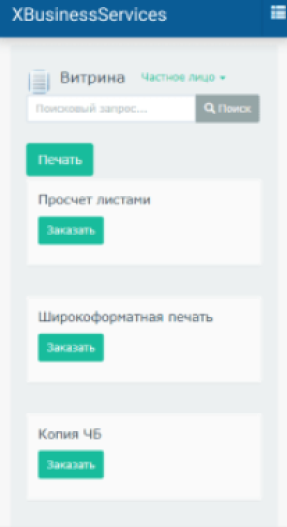 XBusinessServices
Витрина Частное лицо
Поисковый запрос... Поиск
Печать
Просчет листами
Заказать
Широкоформатная печать
Заказать
Копия ЧБ
Заказать